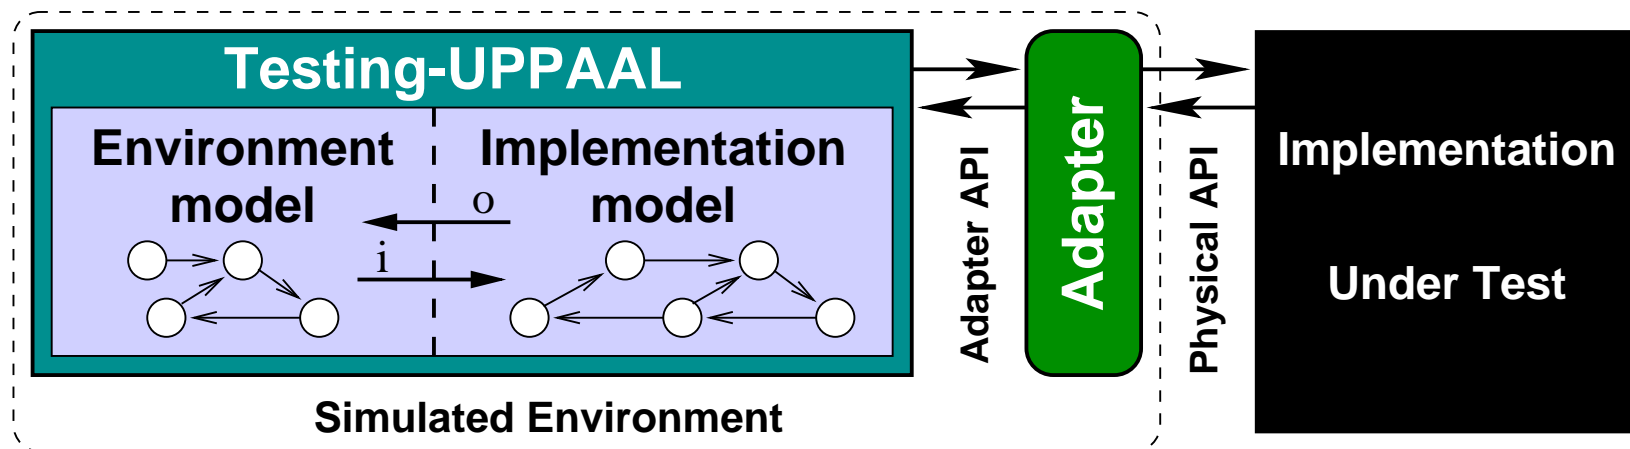 Testing-UPPAAL
Environment
model
Implementation
model
o
i
Adapter API
Adapter
Physical API
Implementation
Under Test
Simulated Environment